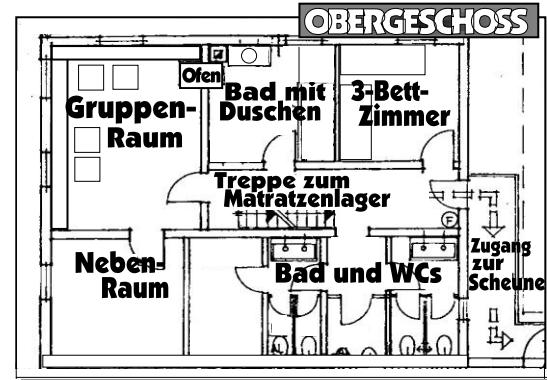 OBERGESCHOSS
Ofen
Gruppen-
Raum
Bad mit
Duschen
3-Bett-
Zimmer
Treppe zum
Matratzenlager
F
Neben-
Raum
Bad und WCs
Zugang
zur
Scheune